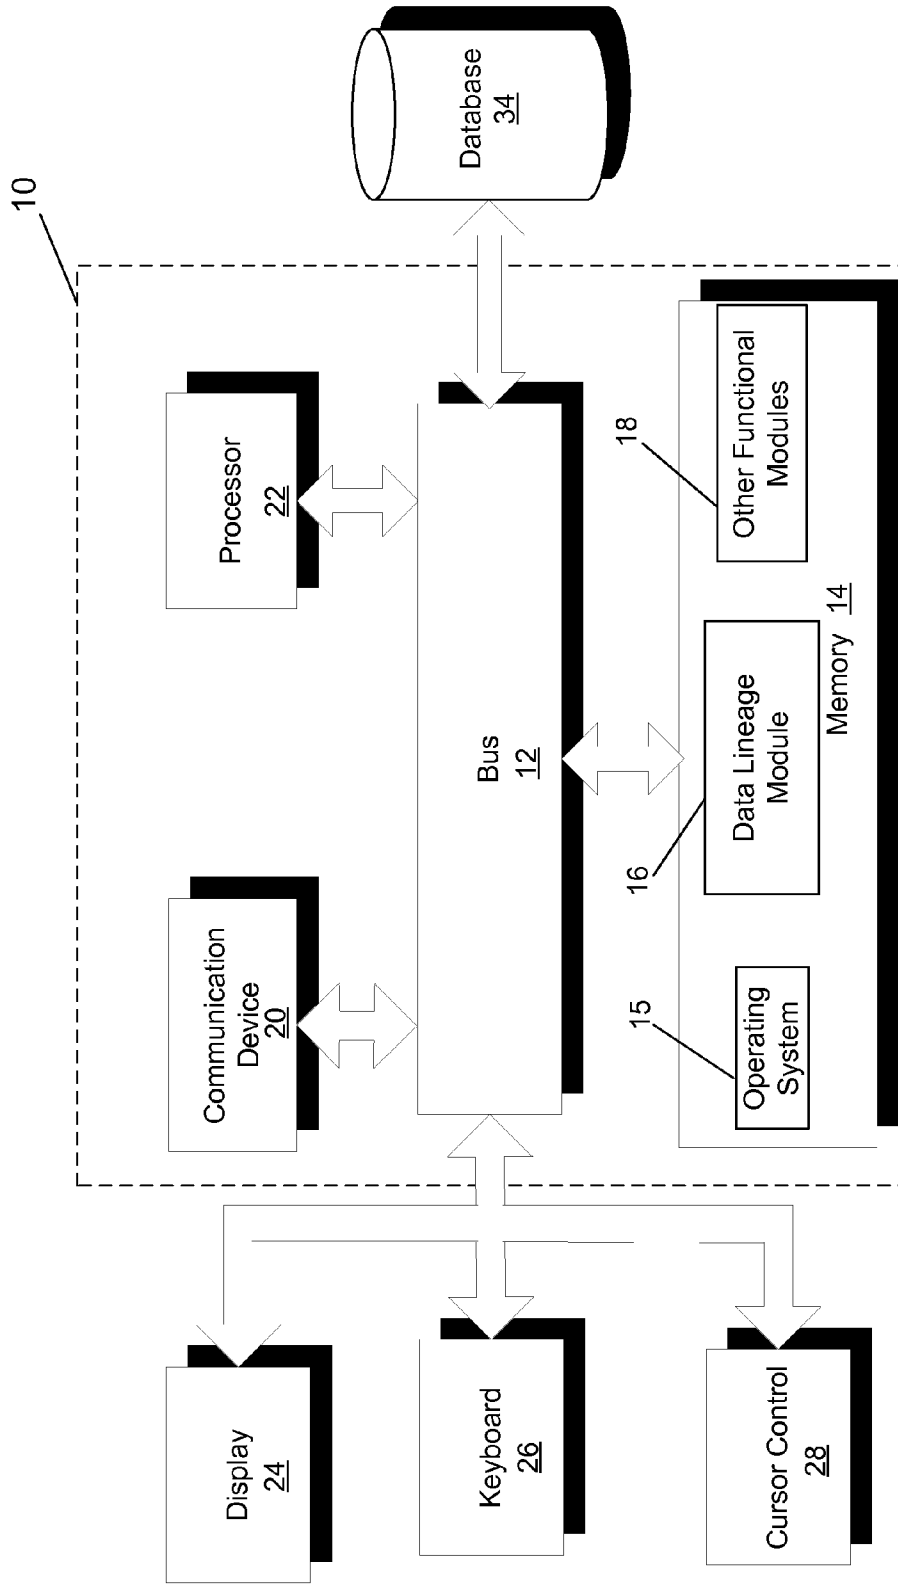 10
Communication
Device
20
Processor
22
Display
24
Keyboard
26
Cursor Control
28
Bus
12
Database
34
15
Operating
System
16
Data Lineage
Module
18
Other Functional
Modules
Memory 14